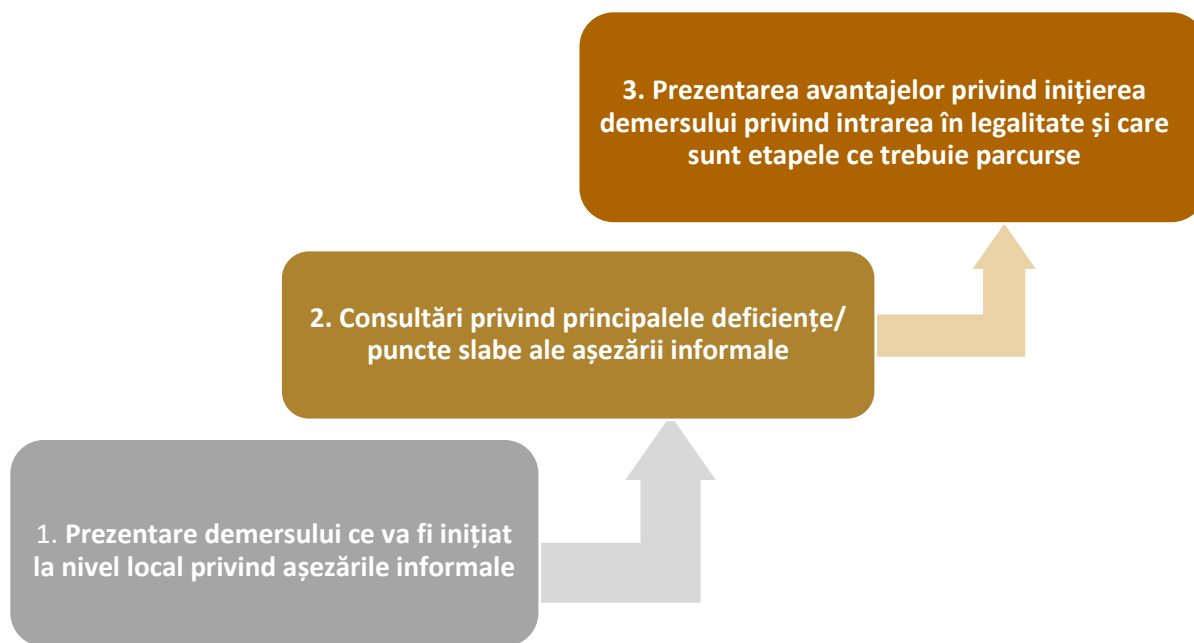 3. Prezentarea avantajelor privind inițierea
demersului privind intrarea în legalitate și care
sunt etapele ce trebuie parcurse
2. Consultări privind principalele deficiențe/
puncte slabe ale așezării informale
1. Prezentare demersului ce va fi inițiat
la nivel local privind așezările informale